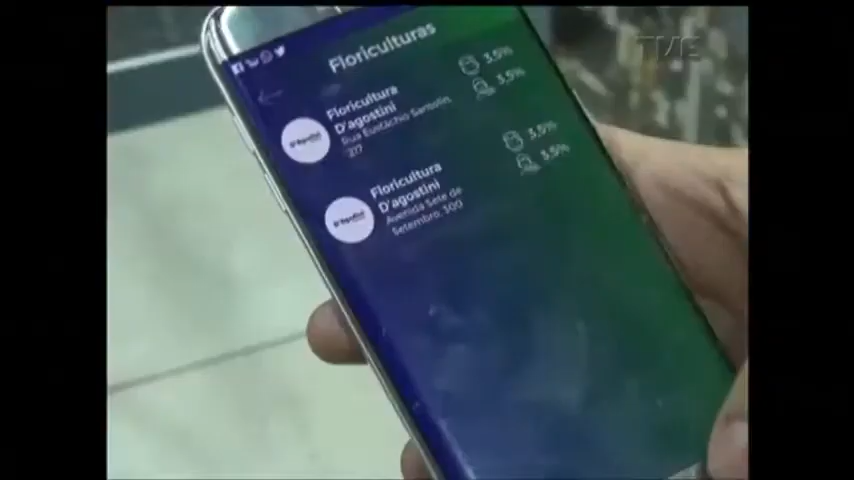 TVE
Floriculturas
Floricultura
D'agostini
Rua Eustáchio Santolin,
217
3,5%
3,5%
Floricultura
D'agostini
Avenida Sete de
Setembro, 300
3,5%
3,5%